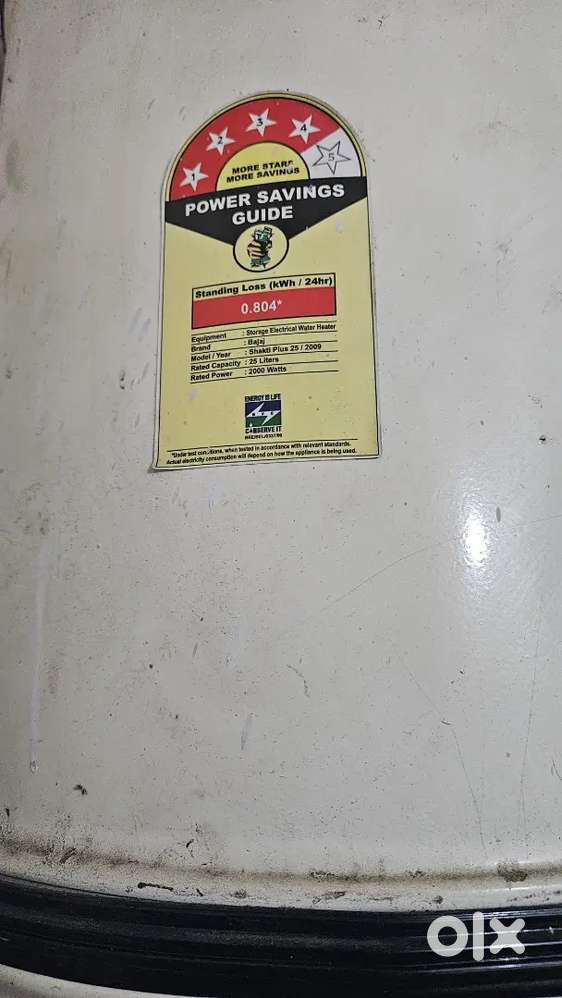 1 2 3 4 5
MORE STARS
MORE SAVINGS
POWER SAVINGS
GUIDE
Standing Loss (kWh / 24hr)
0.804*
Equipment : Storage Electrical Water Heater
Brand : Bajaj
Model / Year : Shakti Plus 25 / 2009
Rated Capacity : 25 Liters
Rated Power : 2000 Watts
ENERGY IS LIFE
BEE
CONSERVE IT
*Under test conditions, when tested in accordance with relevant standards.
Actual electricity consumption will depend on how the appliance is being used.
olx